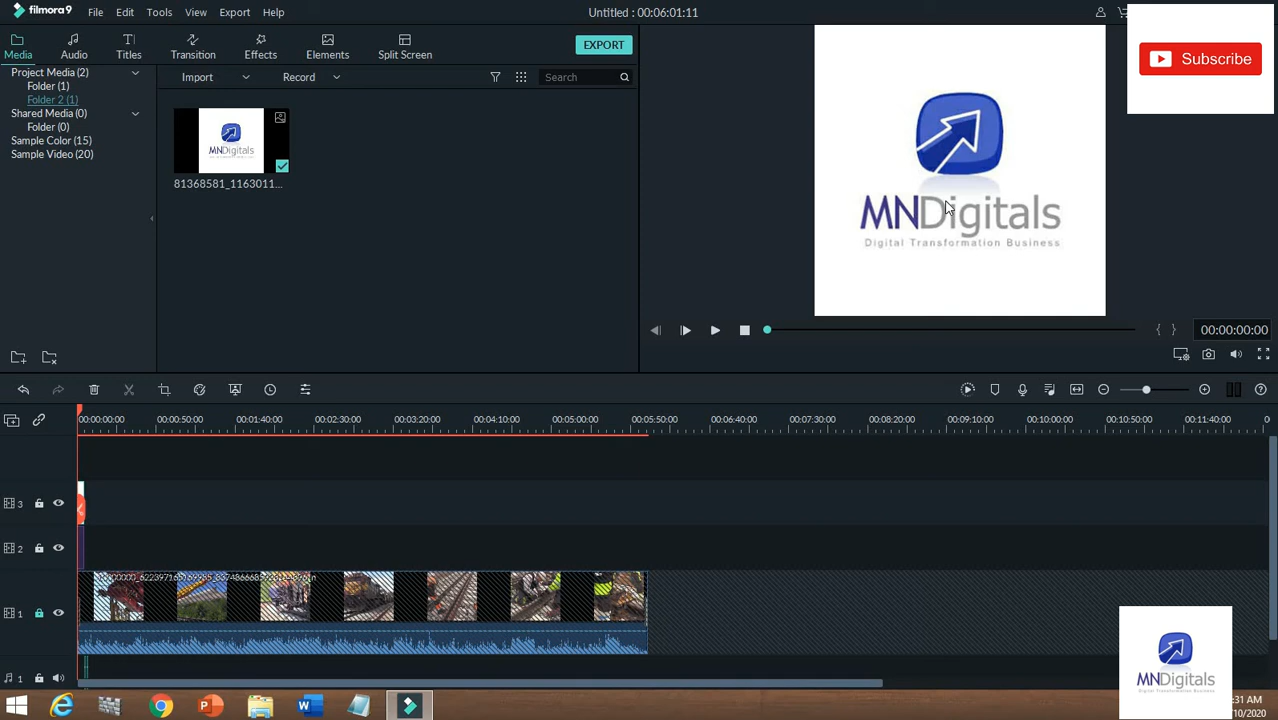 filmora9 File Edit Tools View Export Help Untitled : 00:06:01:11
Subscribe
Media Audio Titles Transition Effects Elements Split Screen EXPORT
Project Media (2)
Folder (1)
Folder 2 (1)
Shared Media (0)
Folder (0)
Sample Color (15)
Sample Video (20)
Import Record Search
MNDigitals
81368581_1163011...
MNDigitals
Digital Transformation Business
00:00:00:00
00:00:00:00 00:00:50:00 00:01:40:00 00:02:30:00 00:03:20:00 00:04:10:00 00:05:00:00 00:05:50:00 00:06:40:00 00:07:30:00 00:08:20:00 00:09:10:00 00:10:00:00 00:10:50:00 00:11:40:00 0
3
2
1
1
MNDigitals
Digital Transformation Business
:31 AM
/10/2020